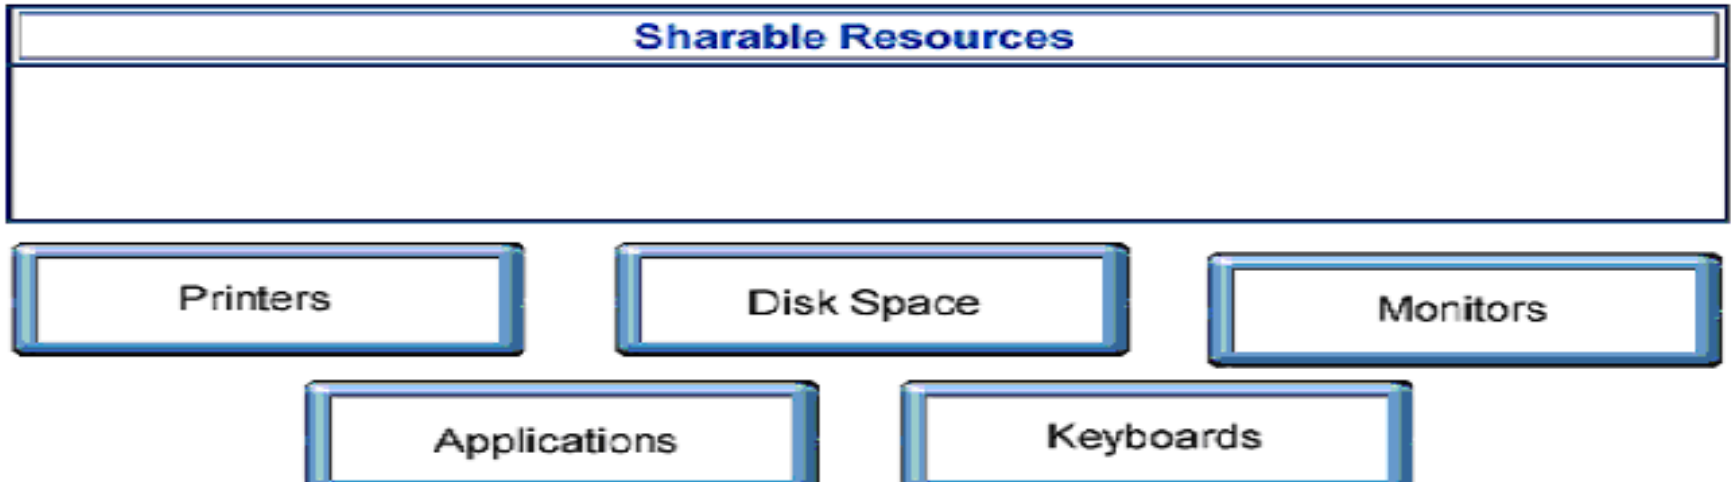 Sharable Resources
Printers
Disk Space
Monitors
Applications
Keyboards